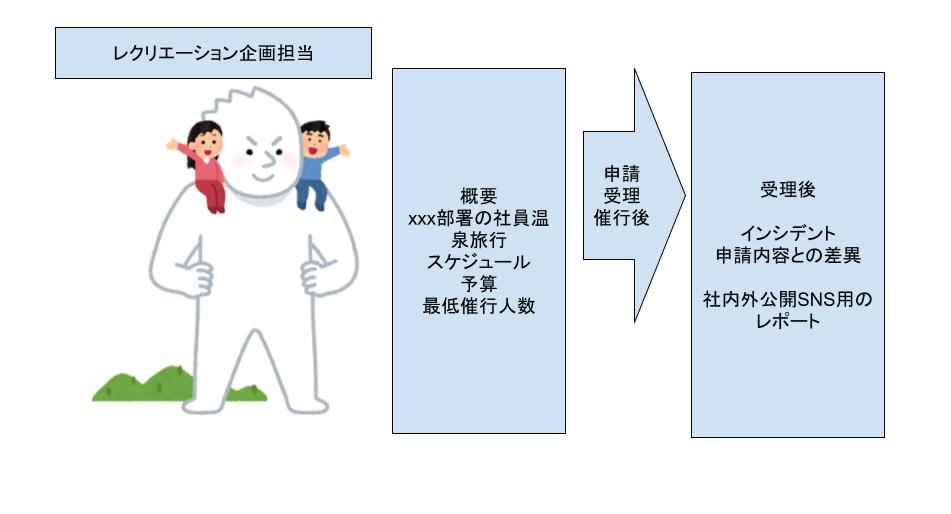 レクリエーション企画担当
概要
xxx部署の社員温
泉旅行
スケジュール
予算
最低催行人数
申請
受理
催行後
受理後
インシデント
申請内容との差異
社内外公開SNS用の
レポート